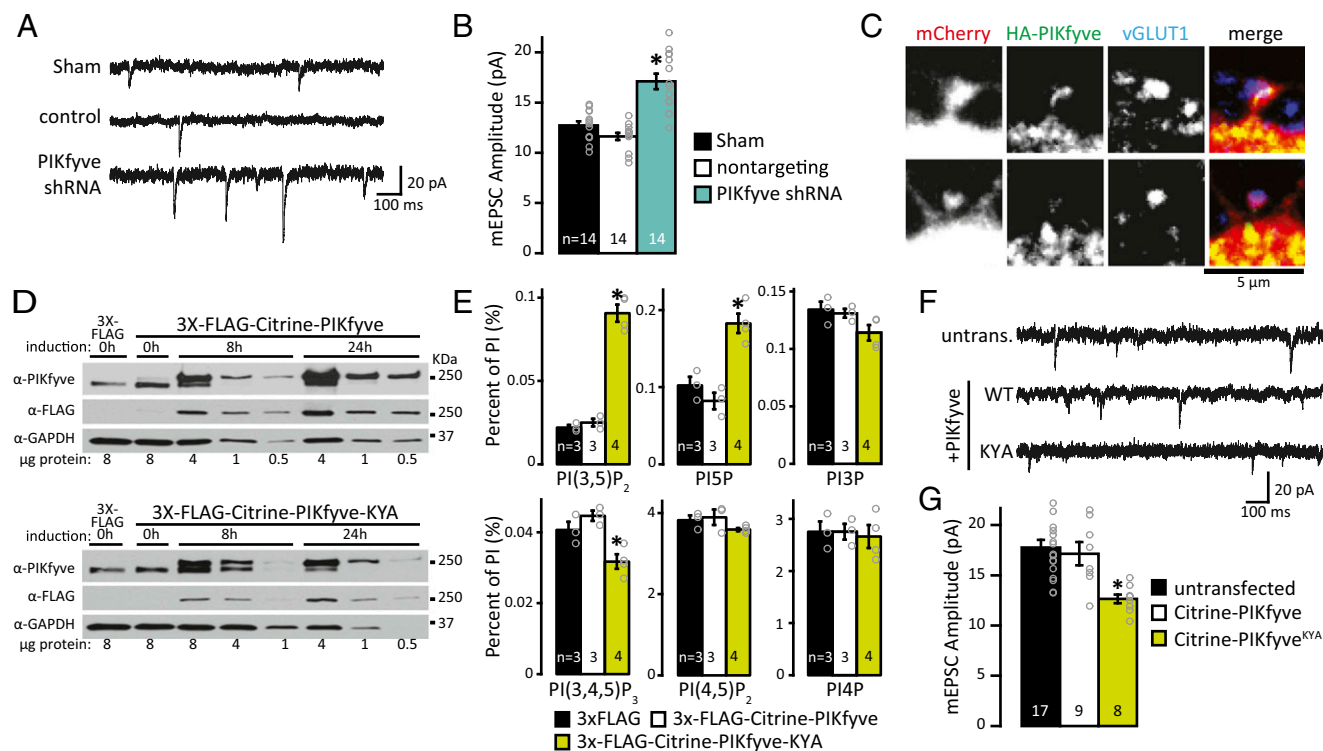 A
Sham
control
PIKfyve
shRNA
20 pA
100 ms
B
mEPSC Amplitude (pA)
20
15
10
5
0
*
n=14
14
14
Sham
nontargeting
PIKfyve shRNA
C
mCherry
HA-PIKfyve
vGLUT1
merge
5 µm
D
3X-
FLAG
3X-FLAG-Citrine-PIKfyve
induction: 0h 0h 8h 24h
KDa
α-PIKfyve
250
α-FLAG
250
α-GAPDH
37
µg protein: 8 8 4 1 0.5 4 1 0.5
3X-
FLAG
3X-FLAG-Citrine-PIKfyve-KYA
induction: 0h 0h 8h 24h
α-PIKfyve
250
α-FLAG
250
α-GAPDH
37
µg protein: 8 8 8 4 1 4 1 0.5
E
Percent of PI (%)
0.1
0.05
0
*
n=3 3 4
PI(3,5)P2
0.2
0.1
0
*
n=3 3 4
PI5P
0.15
0.1
0.05
0
n=3 3 4
PI3P
Percent of PI (%)
0.04
0.02
0
*
n=3 3 4
PI(3,4,5)P3
4
2
0
n=3 3 4
PI(4,5)P2
3
2
1
0
n=3 3 4
PI4P
3xFLAG
3x-FLAG-Citrine-PIKfyve
3x-FLAG-Citrine-PIKfyve-KYA
F
untrans.
+PIKfyve
WT
KYA
20 pA
100 ms
G
mEPSC Amplitude (pA)
20
15
10
5
0
*
17
9
8
untransfected
Citrine-PIKfyve
Citrine-PIKfyveKYA